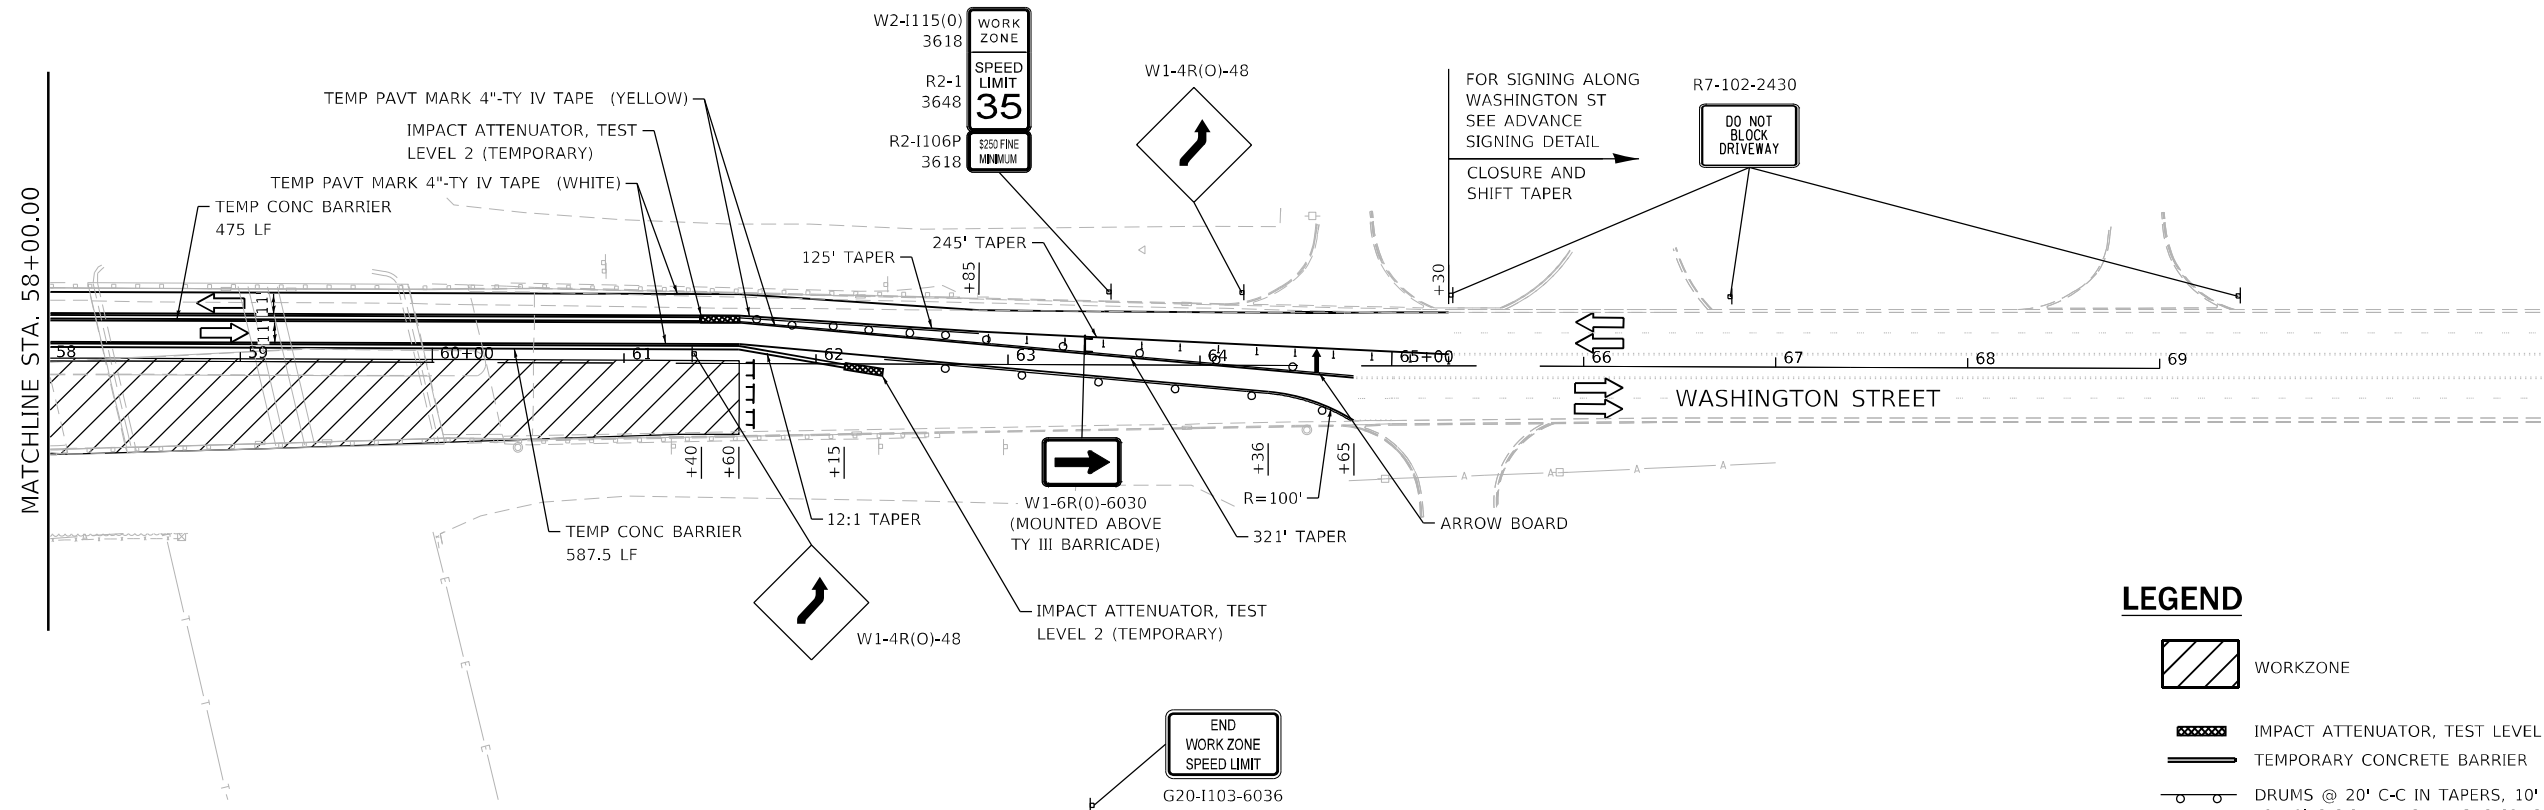 W2-I115(0)
3618
WORK
ZONE
R2-1
3648
SPEED
LIMIT
35
R2-I106P
3618
$250 FINE
MINIMUM
W1-4R(O)-48
FOR SIGNING ALONG
WASHINGTON ST
SEE ADVANCE
SIGNING DETAIL
CLOSURE AND
SHIFT TAPER
R7-102-2430
DO NOT
BLOCK
DRIVEWAY
TEMP PAVT MARK 4"-TY IV TAPE (YELLOW)
IMPACT ATTENUATOR, TEST
LEVEL 2 (TEMPORARY)
TEMP PAVT MARK 4"-TY IV TAPE (WHITE)
TEMP CONC BARRIER
475 LF
MATCHLINE STA. 58+00.00
125' TAPER
245' TAPER
+85
+30
11
11
58
59
60+00
61
62
63
64
65+00
66
67
68
69
WASHINGTON STREET
+40
+60
+15
+36
+65
W1-6R(0)-6030
(MOUNTED ABOVE
TY III BARRICADE)
R=100'
321' TAPER
ARROW BOARD
12:1 TAPER
TEMP CONC BARRIER
587.5 LF
W1-4R(O)-48
IMPACT ATTENUATOR, TEST
LEVEL 2 (TEMPORARY)
A
A
A
A
E
E
E
T
T
T
END
WORK ZONE
SPEED LIMIT
G20-I103-6036
LEGEND
WORKZONE
IMPACT ATTENUATOR, TEST LEVEL
TEMPORARY CONCRETE BARRIER
DRUMS @ 20' C-C IN TAPERS, 10'